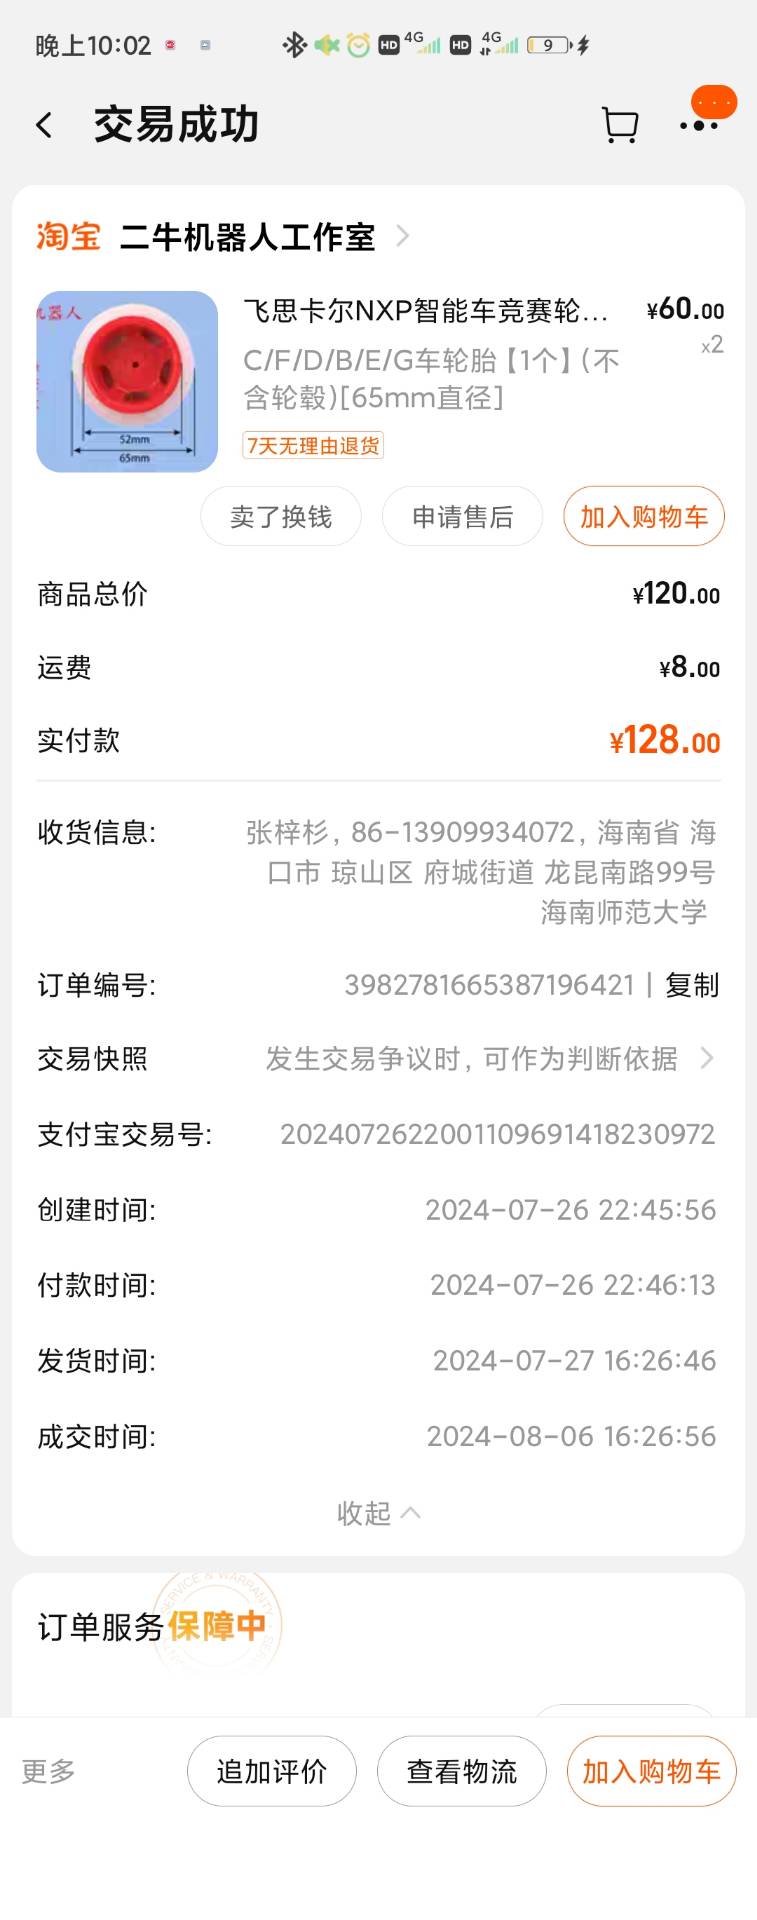 晚上10:02
HD 4G HD 4G 9
交易成功
淘宝 二牛机器人工作室
飞思卡尔NXP智能车竞赛轮... ¥60.00
C/F/D/B/E/G车轮胎【1个】(不 x2
含轮毂)[65mm直径]
机器人
52mm
65mm
7天无理由退货
卖了换钱 申请售后 加入购物车
商品总价 ¥120.00
运费 ¥8.00
实付款 ¥128.00
收货信息: 张梓杉, 86-13909934072, 海南省 海
口市 琼山区 府城街道 龙昆南路99号
海南师范大学
订单编号: 3982781665387196421 | 复制
交易快照 发生交易争议时, 可作为判断依据
支付宝交易号: 2024072622001109691418230972
创建时间: 2024-07-26 22:45:56
付款时间: 2024-07-26 22:46:13
发货时间: 2024-07-27 16:26:46
成交时间: 2024-08-06 16:26:56
收起
订单服务保障中
SERVICE & WARRANTY
更多 追加评价 查看物流 加入购物车